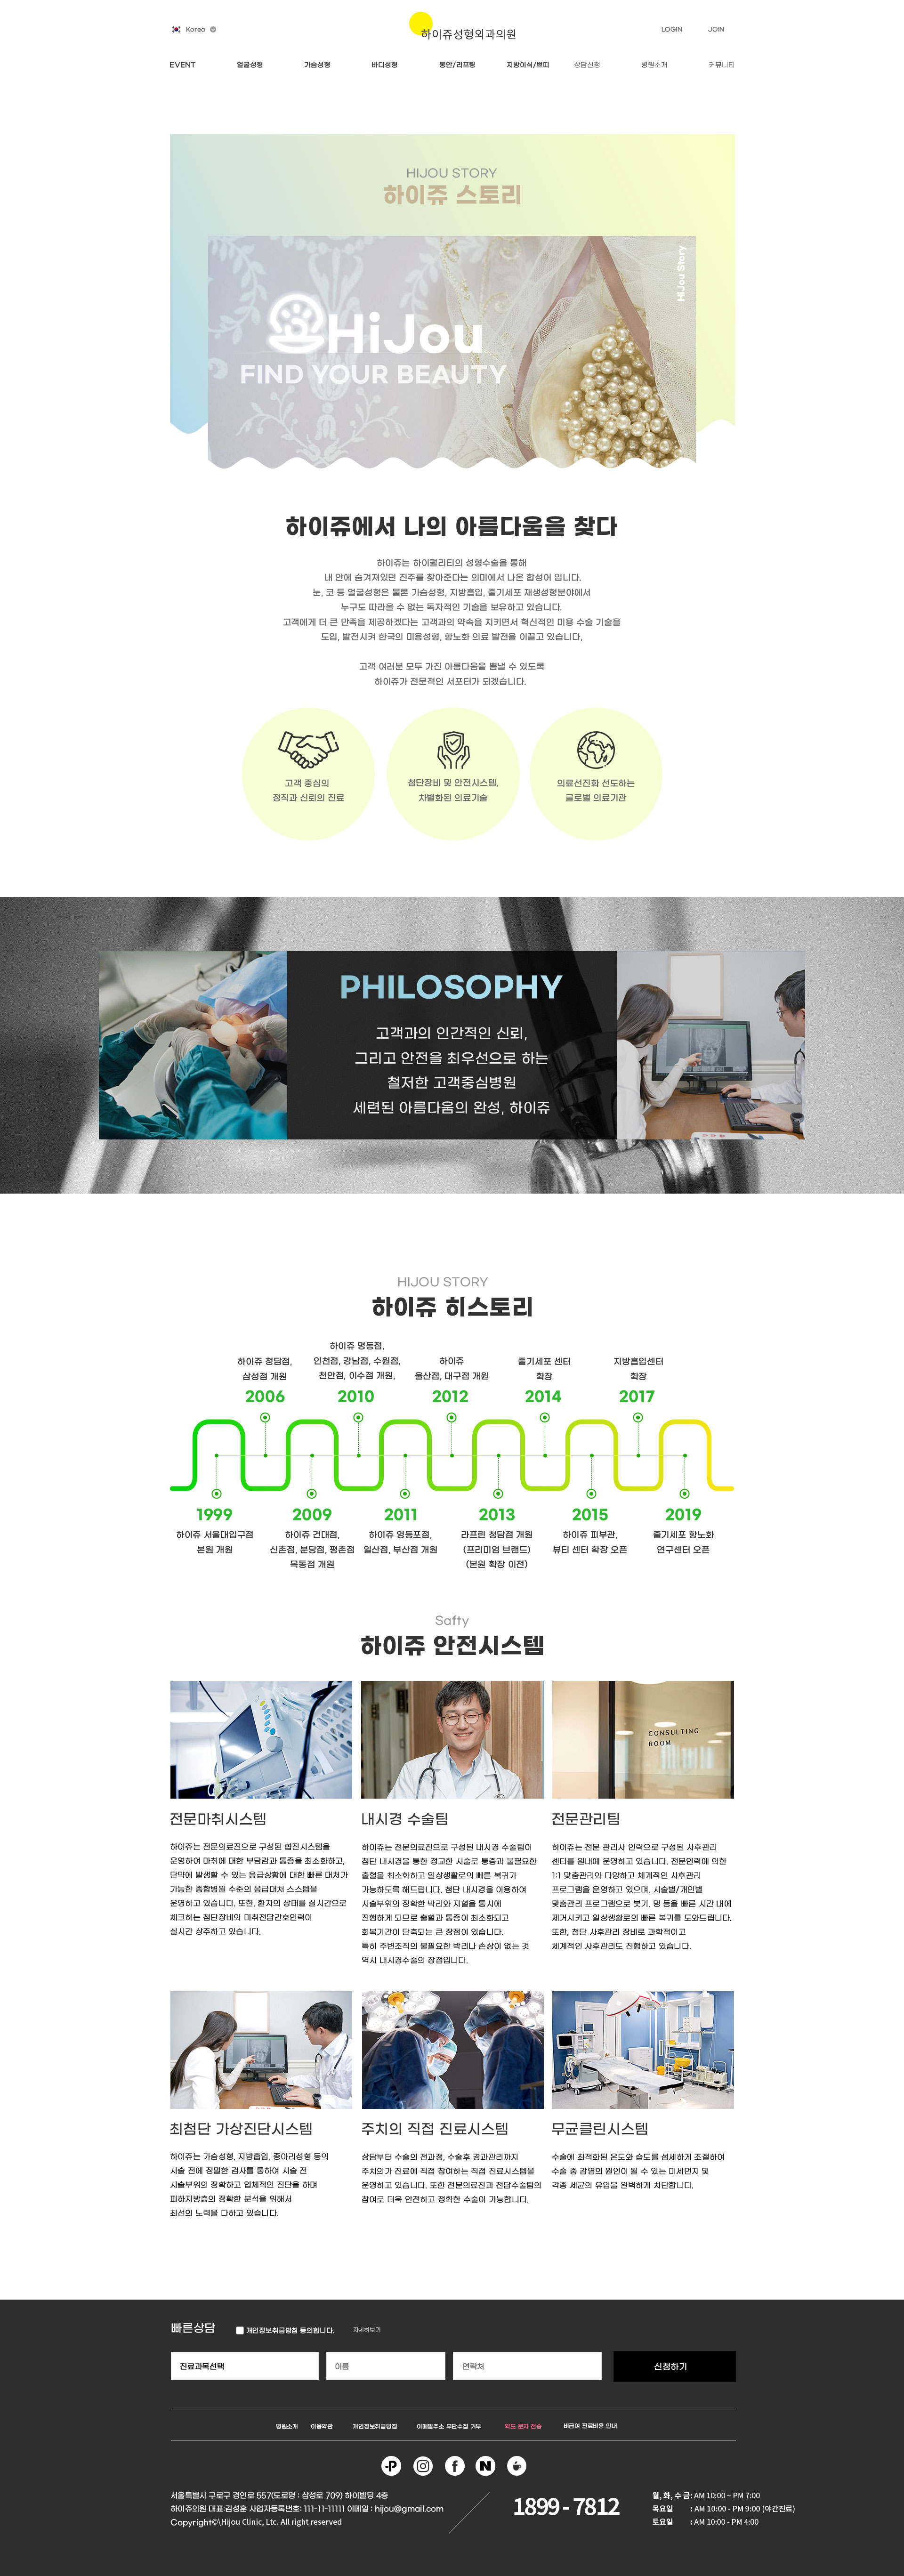 Korea
하이쥬성형외과의원
LOGIN JOIN
EVENT 얼굴성형 가슴성형 바디성형 동안/리프팅 지방이식/쁘띠 상담신청 병원소개 커뮤니티
HIJOU STORY
하이쥬 스토리
HiJou Story
HiJou
FIND YOUR BEAUTY
하이쥬에서 나의 아름다움을 찾다
하이쥬는 하이퀄리티의 성형수술을 통해
내 안에 숨겨져있던 진주를 찾아준다는 의미에서 나온 합성어 입니다.
눈, 코 등 얼굴성형은 물론 가슴성형, 지방흡입, 줄기세포 재생성형분야에서
누구도 따라올 수 없는 독자적인 기술을 보유하고 있습니다.
고객에게 더 큰 만족을 제공하겠다는 고객과의 약속을 지키면서 혁신적인 미용 수술 기술을
도입, 발전시켜 한국의 미용성형, 항노화 의료 발전을 이끌고 있습니다,
고객 여러분 모두 가진 아름다움을 뽐낼 수 있도록
하이쥬가 전문적인 서포터가 되겠습니다.
고객 중심의
정직과 신뢰의 진료
첨단장비 및 안전시스템,
차별화된 의료기술
의료선진화 선도하는
글로벌 의료기관
PHILOSOPHY
고객과의 인간적인 신뢰,
그리고 안전을 최우선으로 하는
철저한 고객중심병원
세련된 아름다움의 완성, 하이쥬
HIJOU STORY
하이쥬 히스토리
하이쥬 청담점,
삼성점 개원
2006
하이쥬 명동점,
인천점, 강남점, 수원점,
천안점, 이수점 개원,
2010
하이쥬
울산점, 대구점 개원
2012
줄기세포 센터
확장
2014
지방흡입센터
확장
2017
1999
하이쥬 서울대입구점
본원 개원
2009
하이쥬 건대점,
신촌점, 분당점, 평촌점
목동점 개원
2011
하이쥬 영등포점,
일산점, 부산점 개원
2013
라프린 청담점 개원
(프리미엄 브랜드)
(본원 확장 이전)
2015
하이쥬 피부관,
뷰티 센터 확장 오픈
2019
줄기세포 항노화
연구센터 오픈
Safty
하이쥬 안전시스템
CONSULTING
ROOM
전문마취시스템
하이쥬는 전문의료진으로 구성된 협진시스템을
운영하여 마취에 대한 부담감과 통증을 최소화하고,
단약에 발생할 수 있는 응급상황에 대한 빠른 대처가
가능한 종합병원 수준의 응급대처 스스템을
운영하고 있습니다. 또한, 환자의 상태를 실시간으로
체크하는 첨단장비와 마취전담간호인력이
실시간 상주하고 있습니다.
내시경 수술팀
하이쥬는 전문의료진으로 구성된 내시경 수술팀이
첨단 내시경을 통한 정교한 시술로 통증과 불필요한
출혈을 최소화하고 일상생활로의 빠른 복귀가
가능하도록 해드립니다. 첨단 내시경을 이용하여
시술부위의 정확한 박리와 지혈을 동시에
진행하게 되므로 출혈과 통증이 최소화되고
회복기간이 단축되는 큰 장점이 있습니다.
특히 주변조직의 불필요한 박리나 손상이 없는 것
역시 내시경수술의 장점입니다.
전문관리팀
하이쥬는 전문 관리사 인력으로 구성된 사후관리
센터를 원내에 운영하고 있습니다. 전문인력에 의한
1:1 맞춤관리와 다양하고 체계적인 사후관리
프로그램을 운영하고 있으며, 시술별/개인별
맞춤관리 프로그램으로 붓기, 멍 등을 빠른 시간 내에
제거시키고 일상생활로의 빠른 복귀를 도와드립니다.
또한, 첨단 사후관리 장비로 과학적이고
체계적인 사후관리도 진행하고 있습니다.
최첨단 가상진단시스템
하이쥬는 가슴성형, 지방흡입, 종아리성형 등의
시술 전에 정밀한 검사를 통하여 시술 전
시술부위의 정확하고 입체적인 진단을 하며
피하지방층의 정확한 분석을 위해서
최선의 노력을 다하고 있습니다.
주치의 직접 진료시스템
상담부터 수술의 전과정, 수술후 경과관리까지
주치의가 진료에 직접 참여하는 직접 진료시스템을
운영하고 있습니다. 또한 전문의료진과 전담수술팀의
참여로 더욱 안전하고 정확한 수술이 가능합니다.
무균클린시스템
수술에 최적화된 온도와 습도를 섬세하게 조절하여
수술 중 감염의 원인이 될 수 있는 미세먼지 및
각종 세균의 유입을 완벽하게 차단합니다.
빠른상담 개인정보취급방침 동의합니다. 자세히보기
진료과목선택 이름 연락처 신청하기
병원소개 이용약관 개인정보취급방침 이메일주소 무단수집 거부 약도 문자 전송 비급여 진료비용 안내
서울특별시 구로구 경인로 557(도로명 : 삼성로 709) 하이빌딩 4층
하이쥬의원 대표:김성훈 사업자등록번호: 111-11-11111 이메일 : hijou@gmail.com
Copyright©\Hijou Clinic, Ltc. All right reserved
1899 - 7812
월, 화, 수 금: AM 10:00 ~ PM 7:00
목요일 : AM 10:00 - PM 9:00 (야간진료)
토요일 : AM 10:00 - PM 4:00